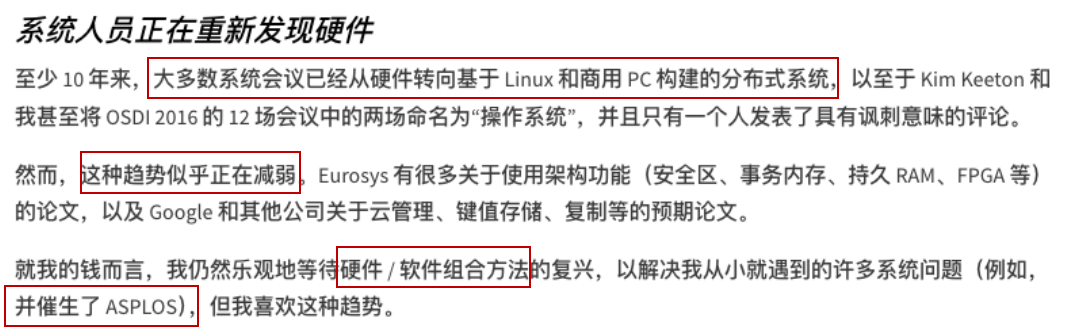 系统人员正在重新发现硬件
至少 10 年来，大多数系统会议已经从硬件转向基于 Linux 和商用 PC 构建的分布式系统，以至于 Kim Keeton 和
我甚至将 OSDI 2016 的 12 场会议中的两场命名为“操作系统”，并且只有一个人发表了具有讽刺意味的评论。
然而，这种趋势似乎正在减弱。Eurosys 有很多关于使用架构功能（安全区、事务内存、持久 RAM、FPGA 等）
的论文，以及 Google 和其他公司关于云管理、键值存储、复制等的预期论文。
就我的钱而言，我仍然乐观地等待硬件 / 软件组合方法的复兴，以解决我从小就遇到的许多系统问题（例如，
并催生了 ASPLOS），但我喜欢这种趋势。